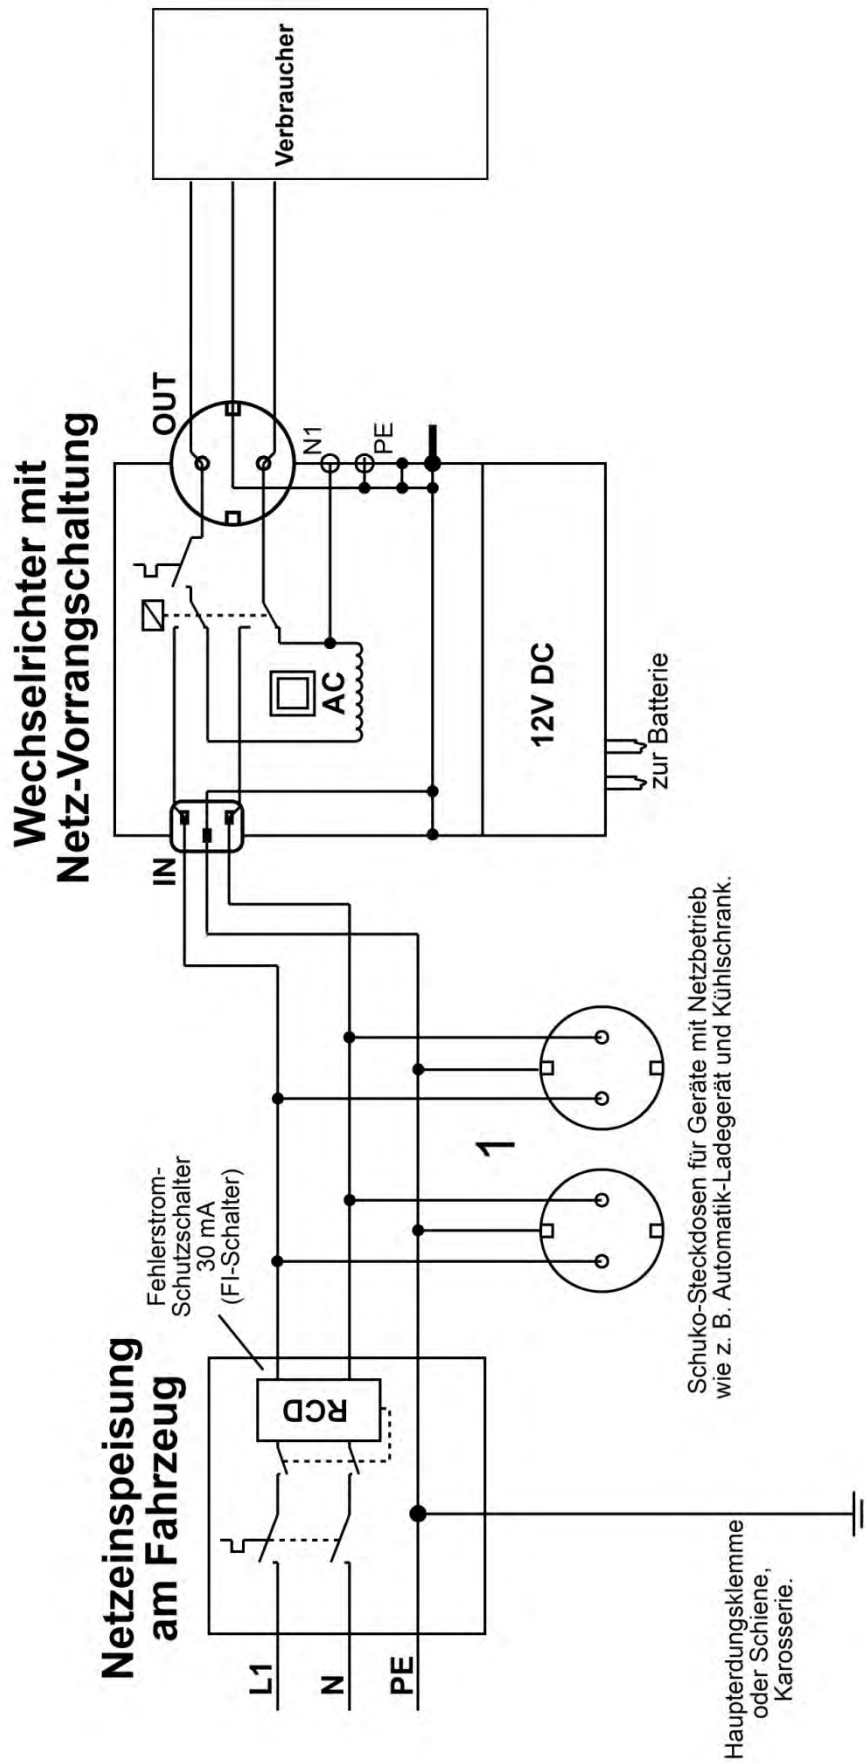 Wechselrichter mit
Netz-Vorrangschaltung
Netzeinspeisung
am Fahrzeug
Fehlerstrom-
Schutzschalter
30 mA
(FI-Schalter)
RCD
L1
N
PE
IN
OUT
N1
PE
AC
12V DC
zur Batterie
Verbraucher
1
Schuko-Steckdosen für Geräte mit Netzbetrieb
wie z. B. Automatik-Ladegerät und Kühlschrank.
Haupterdungsklemme
oder Schiene,
Karosserie.